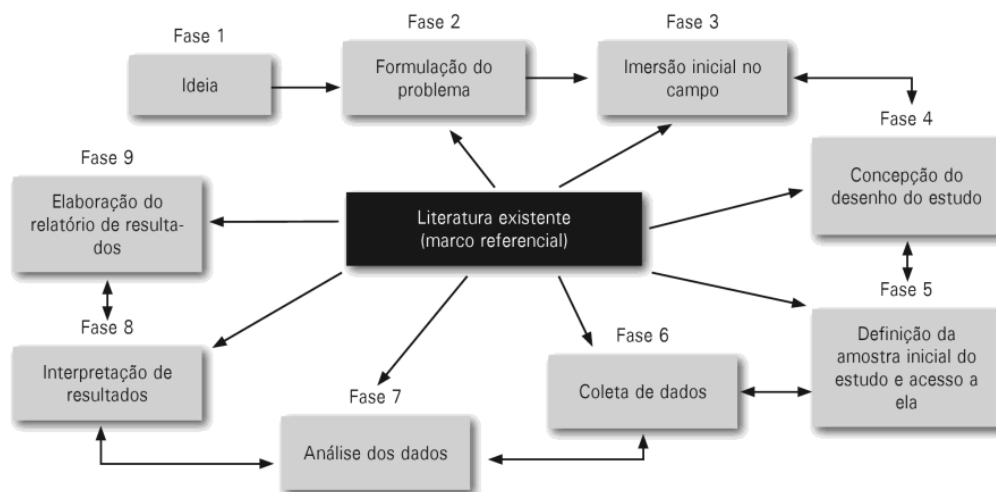 Fase 1
Ideia
Fase 2
Formulação do
problema
Fase 3
Imersão inicial no
campo
Fase 4
Concepção do
desenho do estudo
Fase 5
Definição da
amostra inicial do
estudo e acesso a
ela
Fase 6
Coleta de dados
Fase 7
Análise dos dados
Fase 8
Interpretação de
resultados
Fase 9
Elaboração do
relatório de resulta-
dos
Literatura existente
(marco referencial)